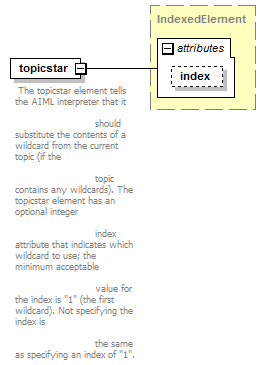 IndexedElement
attributes
topicstar
index
The topicstar element tells
the AIML interpreter that it
should
substitute the contents of a
wildcard from the current
topic (if the
topic
contains any wildcards). The
topicstar element has an
optional integer
index
attribute that indicates which
wildcard to use; the
minimum acceptable
value for
the index is "1" (the first
wildcard). Not specifying the
index is
the same
as specifying an index of "1".